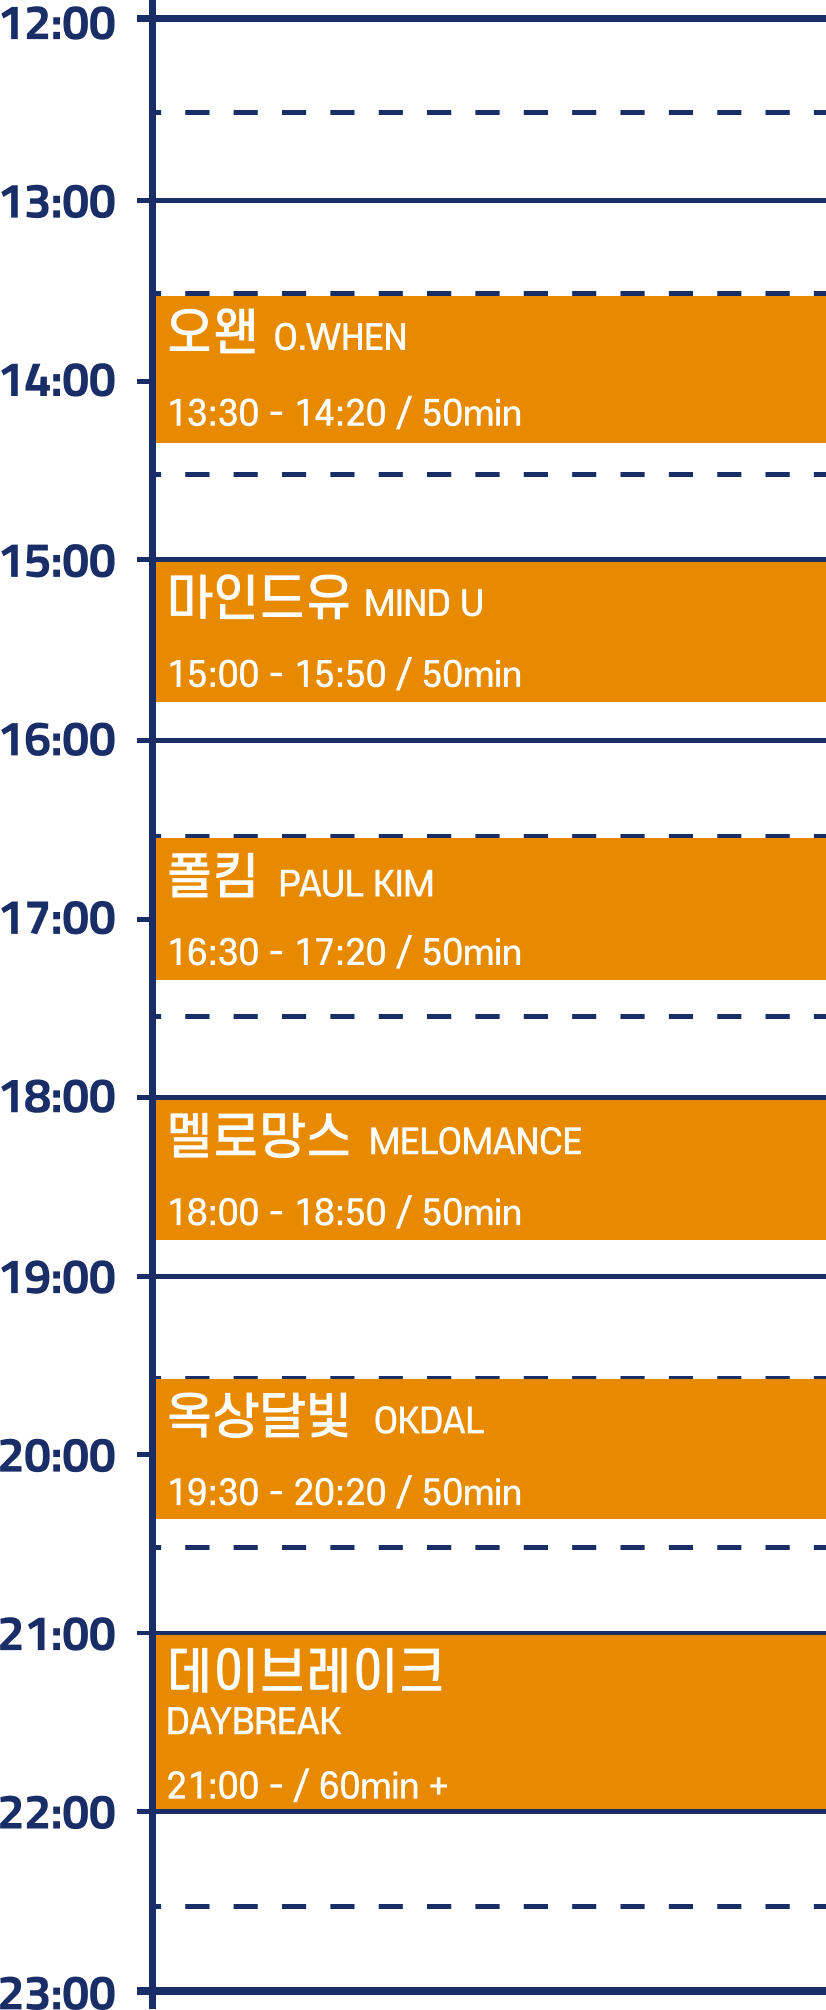 12:00
13:00
오왠 O.WHEN
14:00
13:30 - 14:20 / 50min
15:00
마인드유 MIND U
15:00 - 15:50 / 50min
16:00
폴킴 PAUL KIM
17:00
16:30 - 17:20 / 50min
18:00
멜로망스 MELOMANCE
18:00 - 18:50 / 50min
19:00
옥상달빛 OKDAL
20:00
19:30 - 20:20 / 50min
21:00
데이브레이크
DAYBREAK
21:00 - / 60min +
22:00
23:00